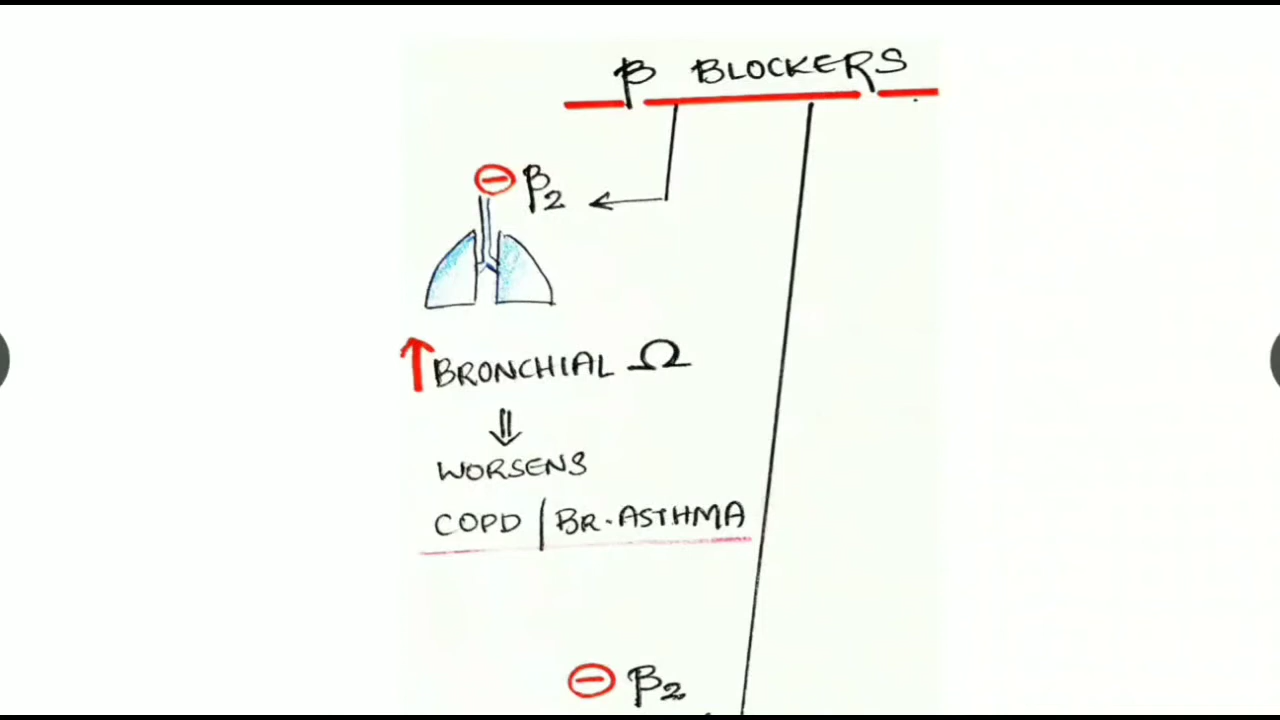 β BLOCKERS
⊖ β2
↑ BRONCHIAL Ω
⇓
WORSENS
COPD | BR. ASTHMA
⊖ β2